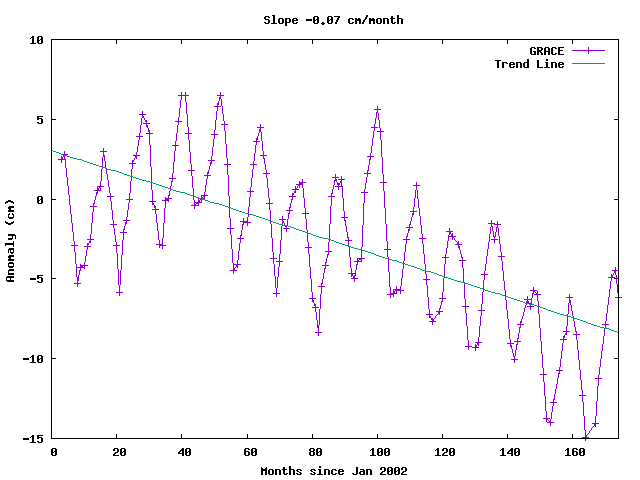 Slope -0.07 cm/month
GRACE
Trend Line
Anomaly (cm)
10
5
0
-5
-10
-15
0 20 40 60 80 100 120 140 160
Months since Jan 2002